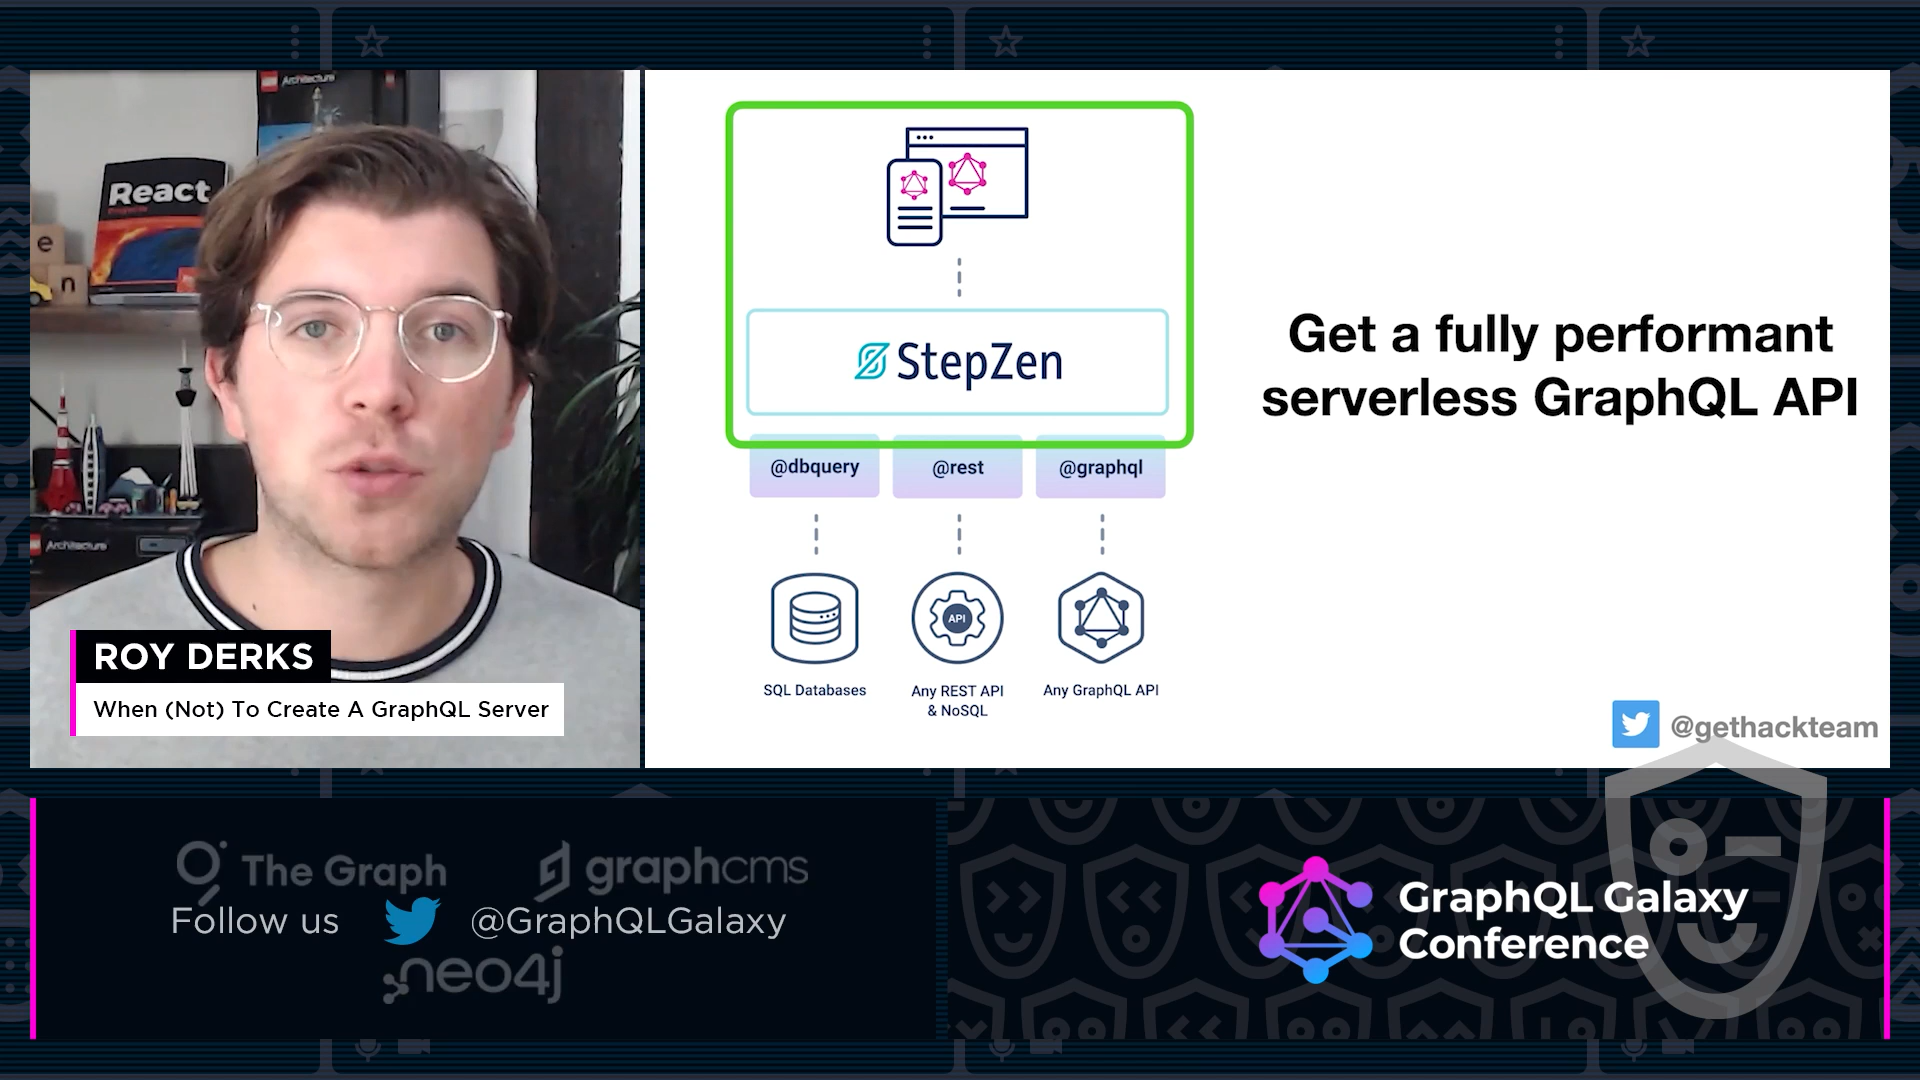 Architecture
React
e
n
Architecture
ROY DERKS
When (Not) To Create A GraphQL Server
StepZen
@dbquery
@rest
@graphql
API
SQL Databases
Any REST API
& NoSQL
Any GraphQL API
Get a fully performant
serverless GraphQL API
@gethackteam
The Graph
graphcms
Follow us
@GraphQLGalaxy
neo4j
GraphQL Galaxy
Conference